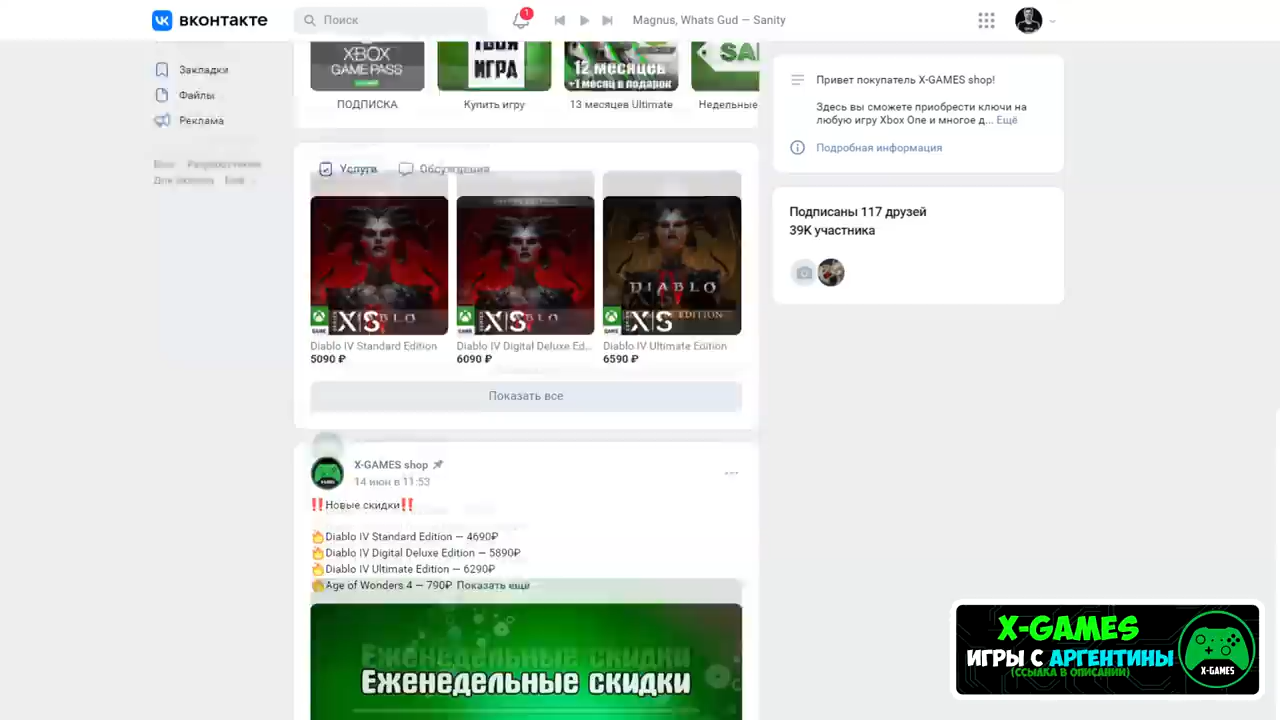 вконтакте
Поиск
1
Magnus, Whats Gud — Sanity
Закладки
Файлы
Реклама
XBOX
GAME PASS
ТВОЯ
ИГРА
12 месяцев
+1 месяц в подарок
ПОДПИСКА
Купить игру
13 месяцев Ultimate
Недельные
Привет покупатель X-GAMES shop!
Здесь вы сможете приобрести ключи на
любую игру Xbox One и многое д... Ещё
Подробная информация
Услуги
Обсуждения
Подписаны 117 друзей
39K участника
X|S
X|S
DIABLO
X|S
EDITION
Diablo IV Standard Edition
Diablo IV Digital Deluxe Ed...
Diablo IV Ultimate Edition
5090 ₽
6090 ₽
6590 ₽
Показать все
X-GAMES shop
14 июн в 11:53
‼️Новые скидки‼️
🔥Diablo IV Standard Edition — 4690₽
🔥Diablo IV Digital Deluxe Edition — 5890₽
🔥Diablo IV Ultimate Edition — 6290₽
🔥Age of Wonders 4 — 790₽ Показать ещё
Еженедельные скидки
X-GAMES
ИГРЫ С АРГЕНТИНЫ
(ССЫЛКА В ОПИСАНИИ)
X-GAMES